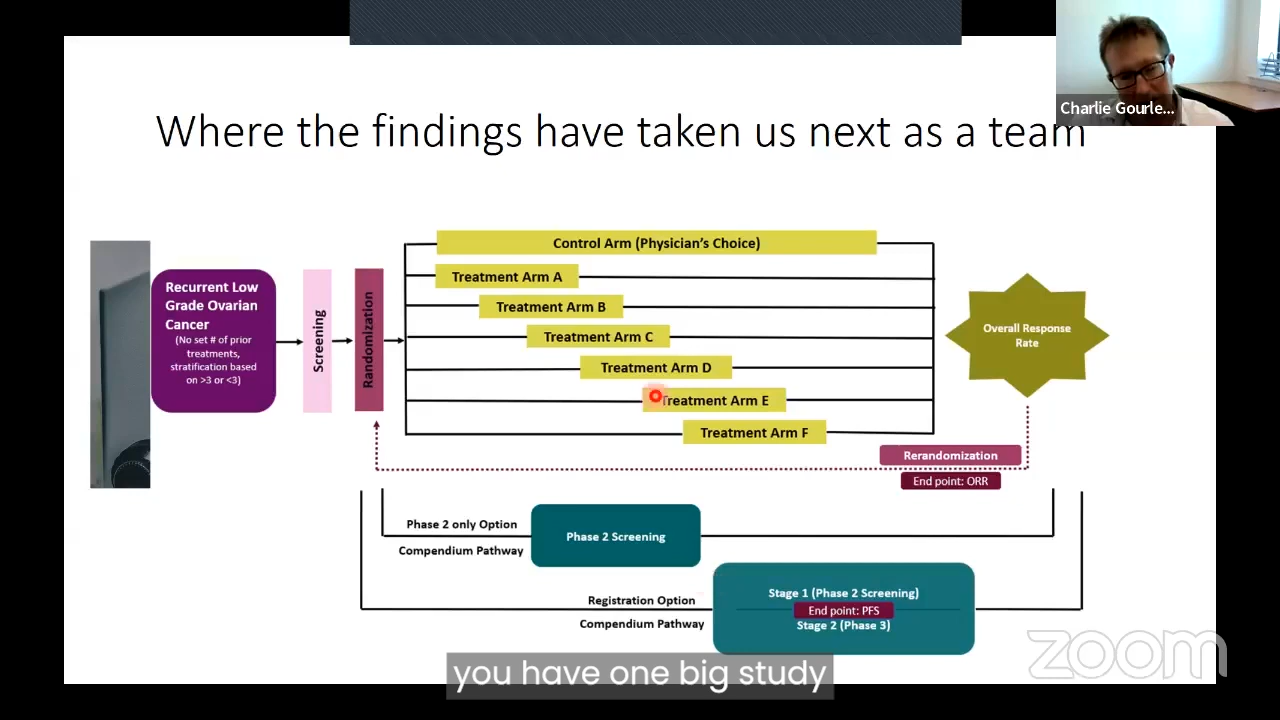 Charlie Gourle...
Where the findings have taken us next as a team
Recurrent Low
Grade Ovarian
Cancer
(No set # of prior
treatments,
stratification based
on >3 or <3)
Screening
Randomization
Control Arm (Physician's Choice)
Treatment Arm A
Treatment Arm B
Treatment Arm C
Treatment Arm D
Treatment Arm E
Treatment Arm F
Overall Response
Rate
Rerandomization
End point: ORR
Phase 2 only Option
Compendium Pathway
Phase 2 Screening
Registration Option
Compendium Pathway
Stage 1 (Phase 2 Screening)
End point: PFS
Stage 2 (Phase 3)
zoom
you have one big study